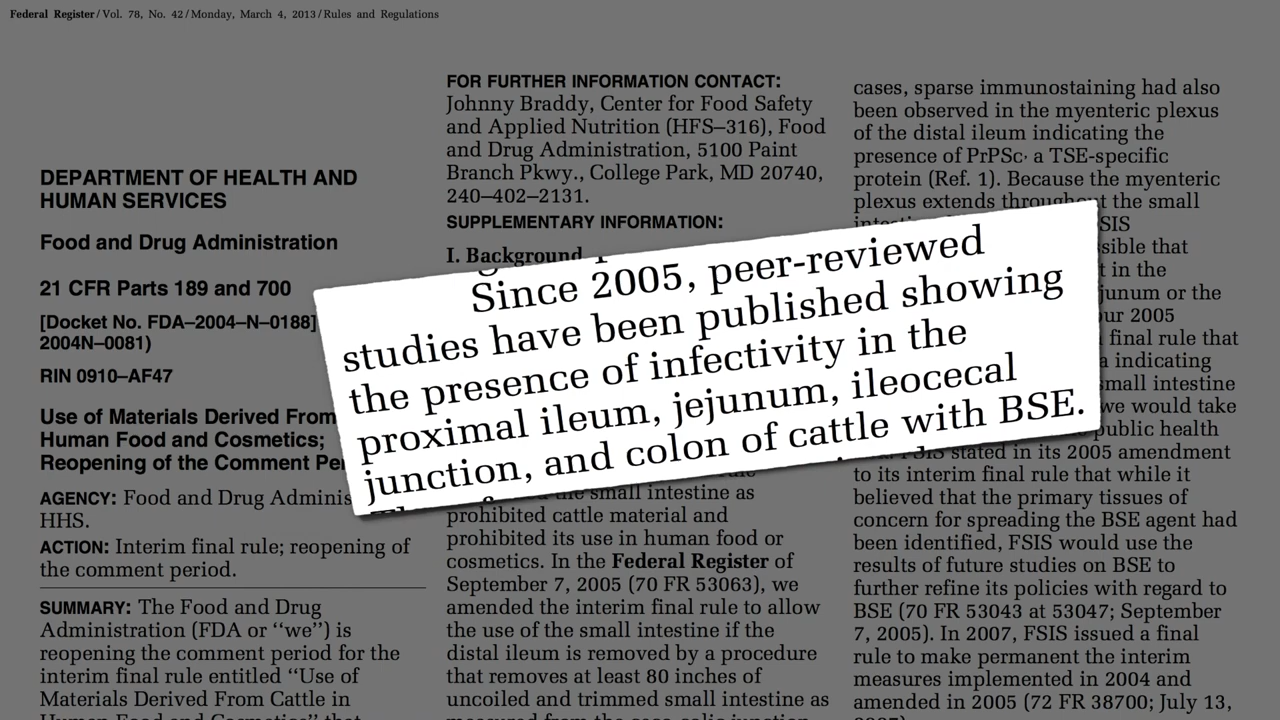 Federal Register / Vol. 78, No. 42 / Monday, March 4, 2013 / Rules and Regulations
DEPARTMENT OF HEALTH AND
HUMAN SERVICES
Food and Drug Administration
21 CFR Parts 189 and 700
[Docket No. FDA–2004–N–0188]
2004N–0081)
RIN 0910–AF47
Use of Materials Derived From
Human Food and Cosmetics;
Reopening of the Comment
AGENCY: Food and Drug
HHS.
ACTION: Interim final rule; reopening of
the comment period.
SUMMARY: The Food and Drug
Administration (FDA or ‘‘we’’) is
reopening the comment period for the
interim final rule entitled ‘‘Use of
Materials Derived From Cattle in
Human Food and Cosmetics’’ that
FOR FURTHER INFORMATION CONTACT:
Johnny Braddy, Center for Food Safety
and Applied Nutrition (HFS–316), Food
and Drug Administration, 5100 Paint
Branch Pkwy., College Park, MD 20740,
240–402–2131.
SUPPLEMENTARY INFORMATION:
I. Background
Since 2005, peer-reviewed
studies have been published showing
the presence of infectivity in the
proximal ileum, jejunum, ileocecal
junction, and colon of cattle with BSE.
the small intestine as
prohibited cattle material and
prohibited its use in human food or
cosmetics. In the Federal Register of
September 7, 2005 (70 FR 53063), we
amended the interim final rule to allow
the use of the small intestine if the
distal ileum is removed by a procedure
that removes at least 80 inches of
uncoiled and trimmed small intestine as
measured from the ceco-colic junction
cases, sparse immunostaining had also
been observed in the myenteric plexus
of the distal ileum indicating the
presence of PrPSc, a TSE-specific
protein (Ref. 1). Because the myenteric
plexus extends throughout the small
FSIS
that
in the
or the
our 2005
final rule that
indicating
small intestine
we would take
public health
FSIS stated in its 2005 amendment
to its interim final rule that while it
believed that the primary tissues of
concern for spreading the BSE agent had
been identified, FSIS would use the
results of future studies on BSE to
further refine its policies with regard to
BSE (70 FR 53043 at 53047; September
7, 2005). In 2007, FSIS issued a final
rule to make permanent the interim
measures implemented in 2004 and
amended in 2005 (72 FR 38700; July 13,